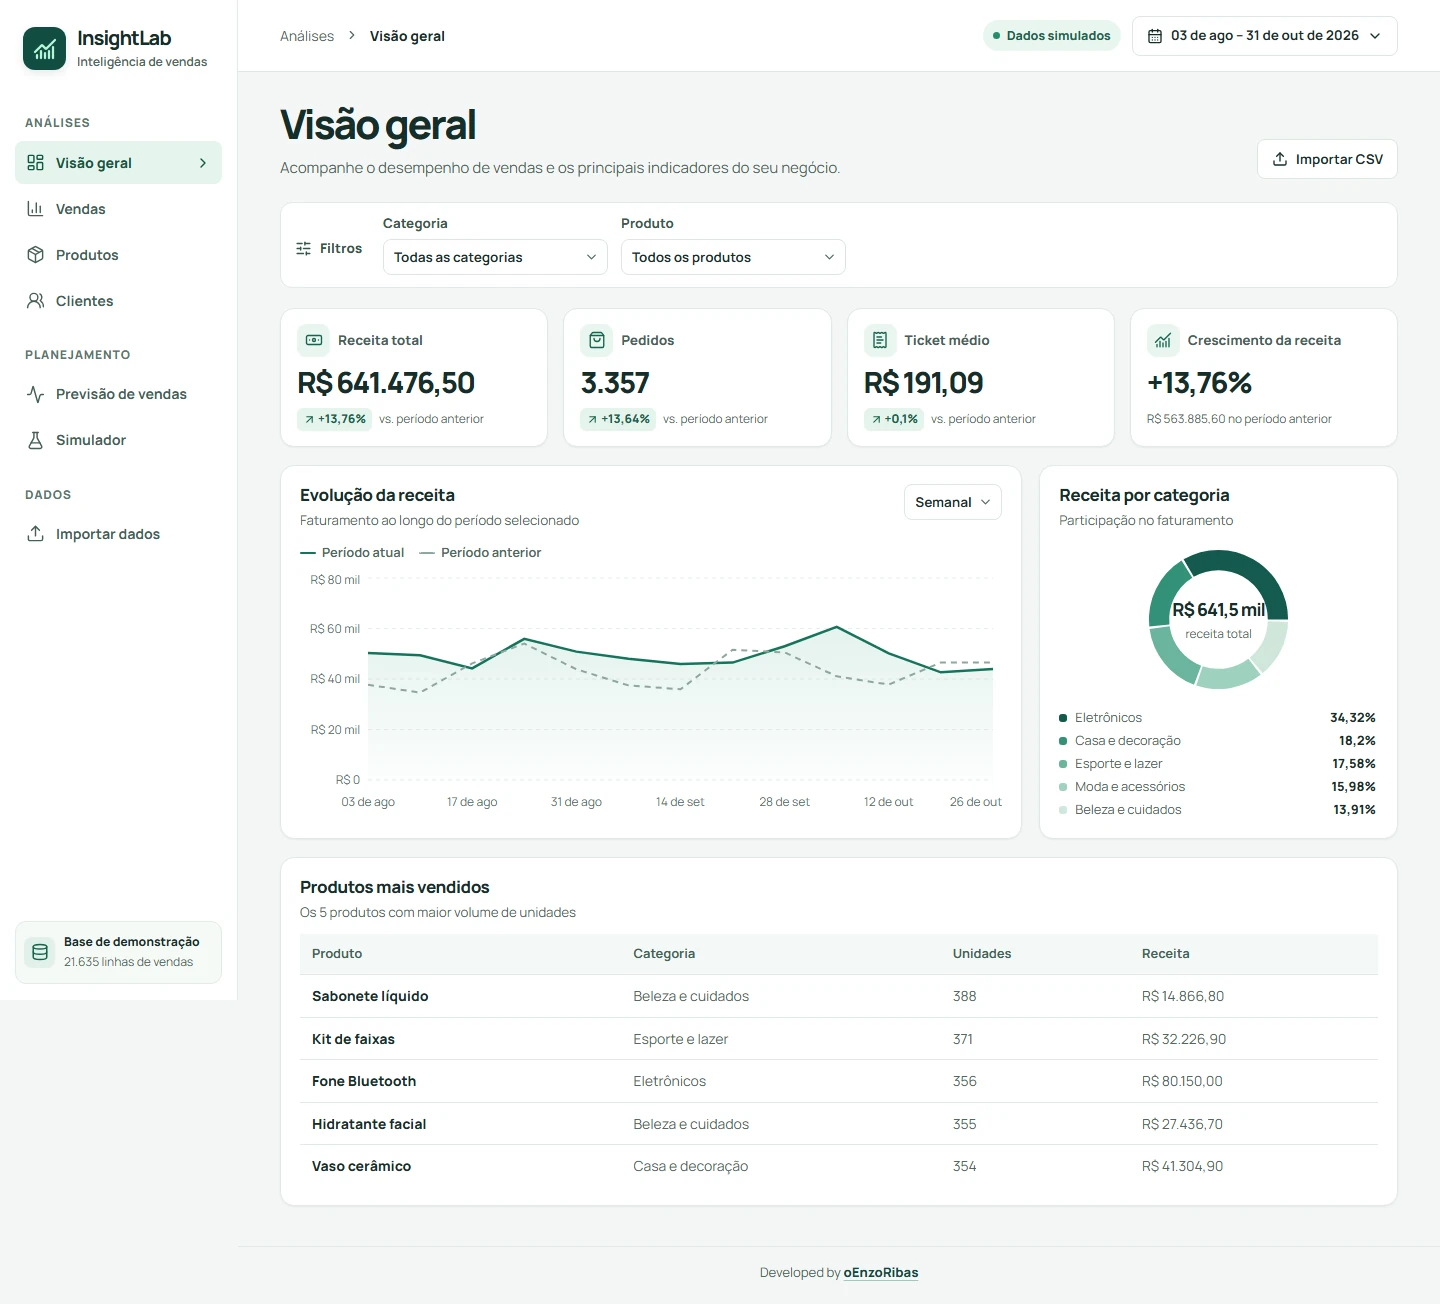 InsightLab
Inteligência de vendas
ANÁLISES
Visão geral
Vendas
Produtos
Clientes
PLANEJAMENTO
Previsão de vendas
Simulador
DADOS
Importar dados
Base de demonstração
21.635 linhas de vendas
Análises Visão geral
Dados simulados
03 de ago – 31 de out de 2026
Visão geral
Acompanhe o desempenho de vendas e os principais indicadores do seu negócio.
Importar CSV
Filtros
Categoria
Todas as categorias
Produto
Todos os produtos
Receita total
R$ 641.476,50
+13,76% vs. período anterior
Pedidos
3.357
+13,64% vs. período anterior
Ticket médio
R$ 191,09
+0,1% vs. período anterior
Crescimento da receita
+13,76%
R$ 563.885,60 no período anterior
Evolução da receita
Faturamento ao longo do período selecionado
Semanal
Período atual Período anterior
R$ 80 mil
R$ 60 mil
R$ 40 mil
R$ 20 mil
R$ 0
03 de ago 17 de ago 31 de ago 14 de set 28 de set 12 de out 26 de out
Receita por categoria
Participação no faturamento
R$ 641,5 mil
receita total
Eletrônicos 34,32%
Casa e decoração 18,2%
Esporte e lazer 17,58%
Moda e acessórios 15,98%
Beleza e cuidados 13,91%
Produtos mais vendidos
Os 5 produtos com maior volume de unidades
Produto Categoria Unidades Receita
Sabonete líquido Beleza e cuidados 388 R$ 14.866,80
Kit de faixas Esporte e lazer 371 R$ 32.226,90
Fone Bluetooth Eletrônicos 356 R$ 80.150,00
Hidratante facial Beleza e cuidados 355 R$ 27.436,70
Vaso cerâmico Casa e decoração 354 R$ 41.304,90
Developed by oEnzoRibas